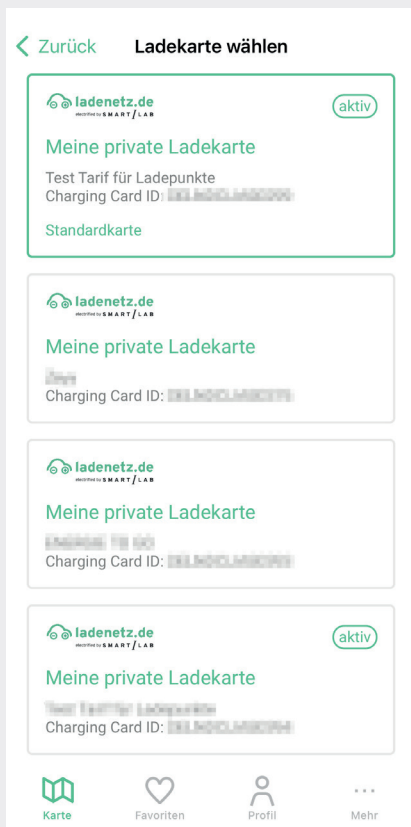 Zurück
Ladekarte wählen
ladenetz.de
aktiv
electrified by SMART/LAB
Meine private Ladekarte
Test Tarif für Ladepunkte
Charging Card ID:
Standardkarte
ladenetz.de
electrified by SMART/LAB
Meine private Ladekarte
Charging Card ID:
ladenetz.de
electrified by SMART/LAB
Meine private Ladekarte
Charging Card ID:
ladenetz.de
aktiv
electrified by SMART/LAB
Meine private Ladekarte
Charging Card ID:
Karte
Favoriten
Profil
Mehr